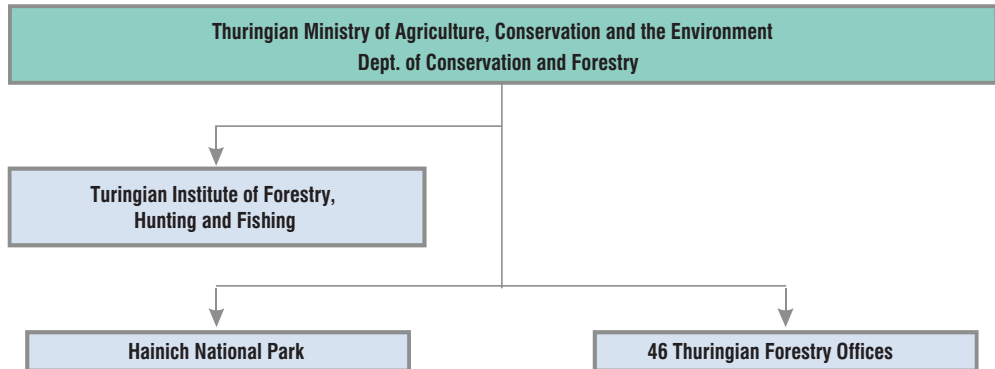 Thuringian Ministry of Agriculture, Conservation and the Environment
Dept. of Conservation and Forestry
Turingian Institute of Forestry,
Hunting and Fishing
Hainich National Park
46 Thuringian Forestry Offices